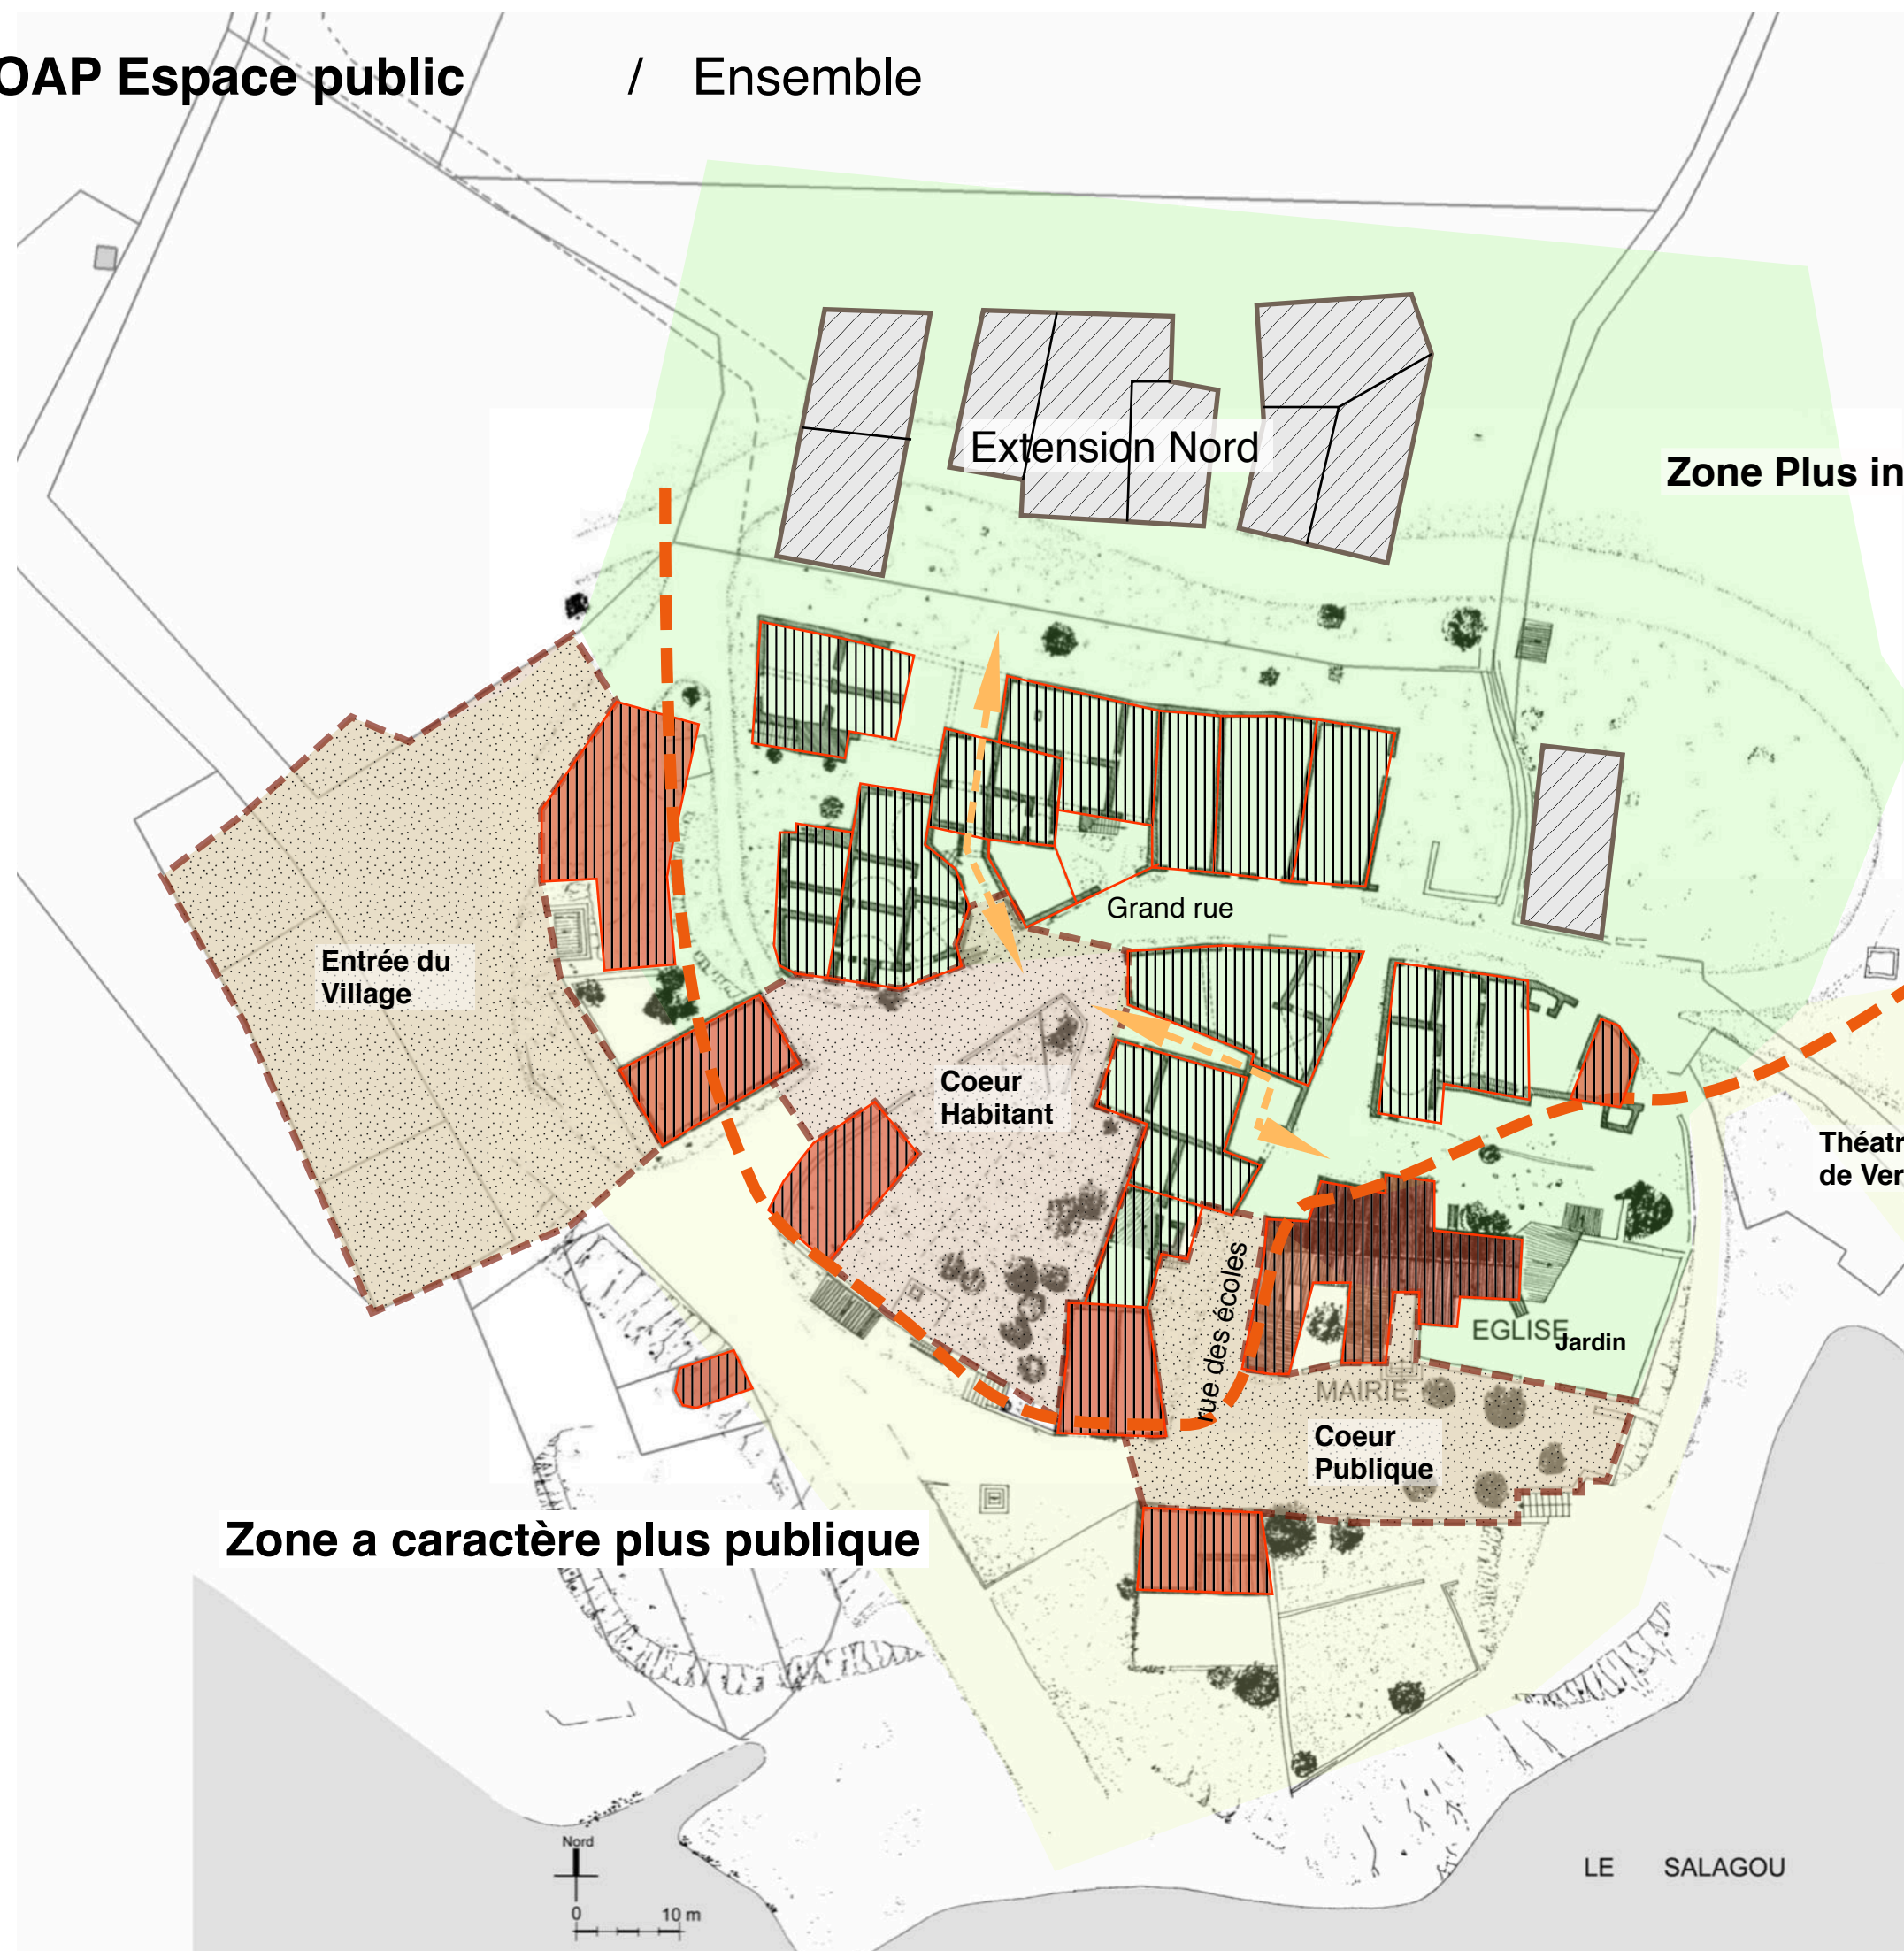 OAP Espace public / Ensemble
Extension Nord
Zone Plus in
Grand rue
Entrée du
Village
Coeur
Habitant
Théatr
de Ver
rue des écoles
EGLISE
Jardin
MAIRIE
Coeur
Publique
Zone a caractère plus publique
Nord
0 10 m
LE SALAGOU